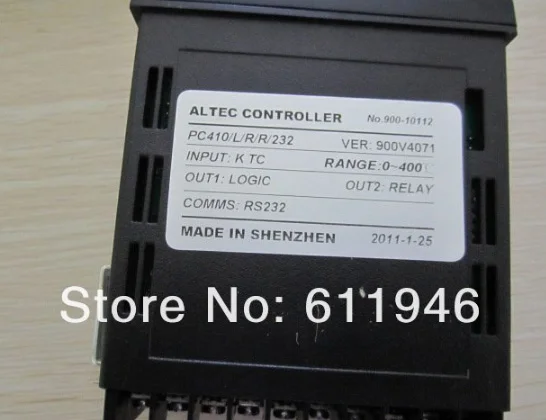 ALTEC CONTROLLER No.900-10112
PC410/L/R/R/232 VER: 900V4071
INPUT: K TC RANGE:0~400
OUT1: LOGIC OUT2: RELAY
COMMS: RS232
MADE IN SHENZHEN 2011-1-25
Store No: 611946